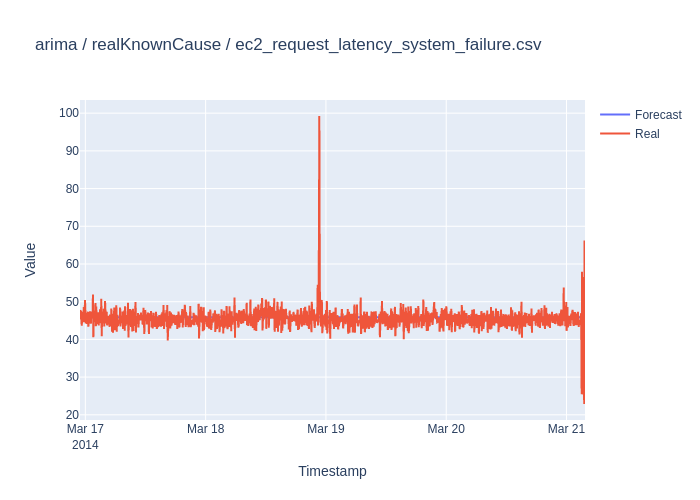 arima / realKnownCause / ec2_request_latency_system_failure.csv
Forecast
Real
Value
100
90
80
70
60
50
40
30
20
Mar 17
2014
Mar 18
Mar 19
Mar 20
Mar 21
Timestamp